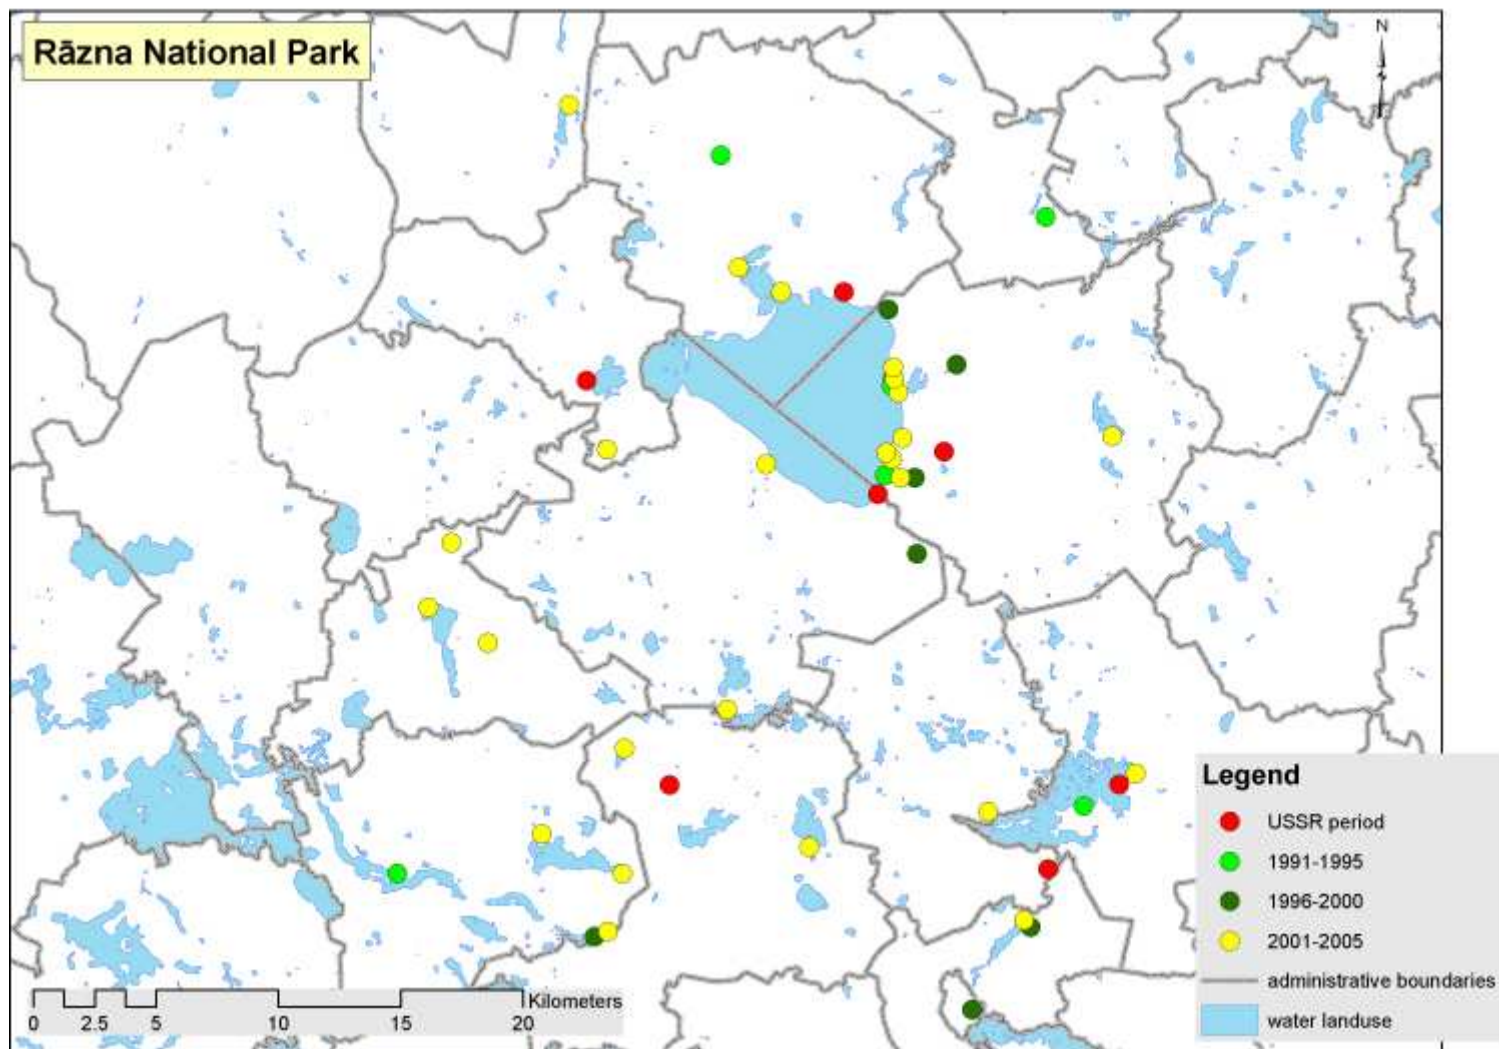 Rāzna National Park
N
Legend
USSR period
1991-1995
1996-2000
2001-2005
administrative boundaries
water landuse
Kilometers
0 2.5 5 10 15 20